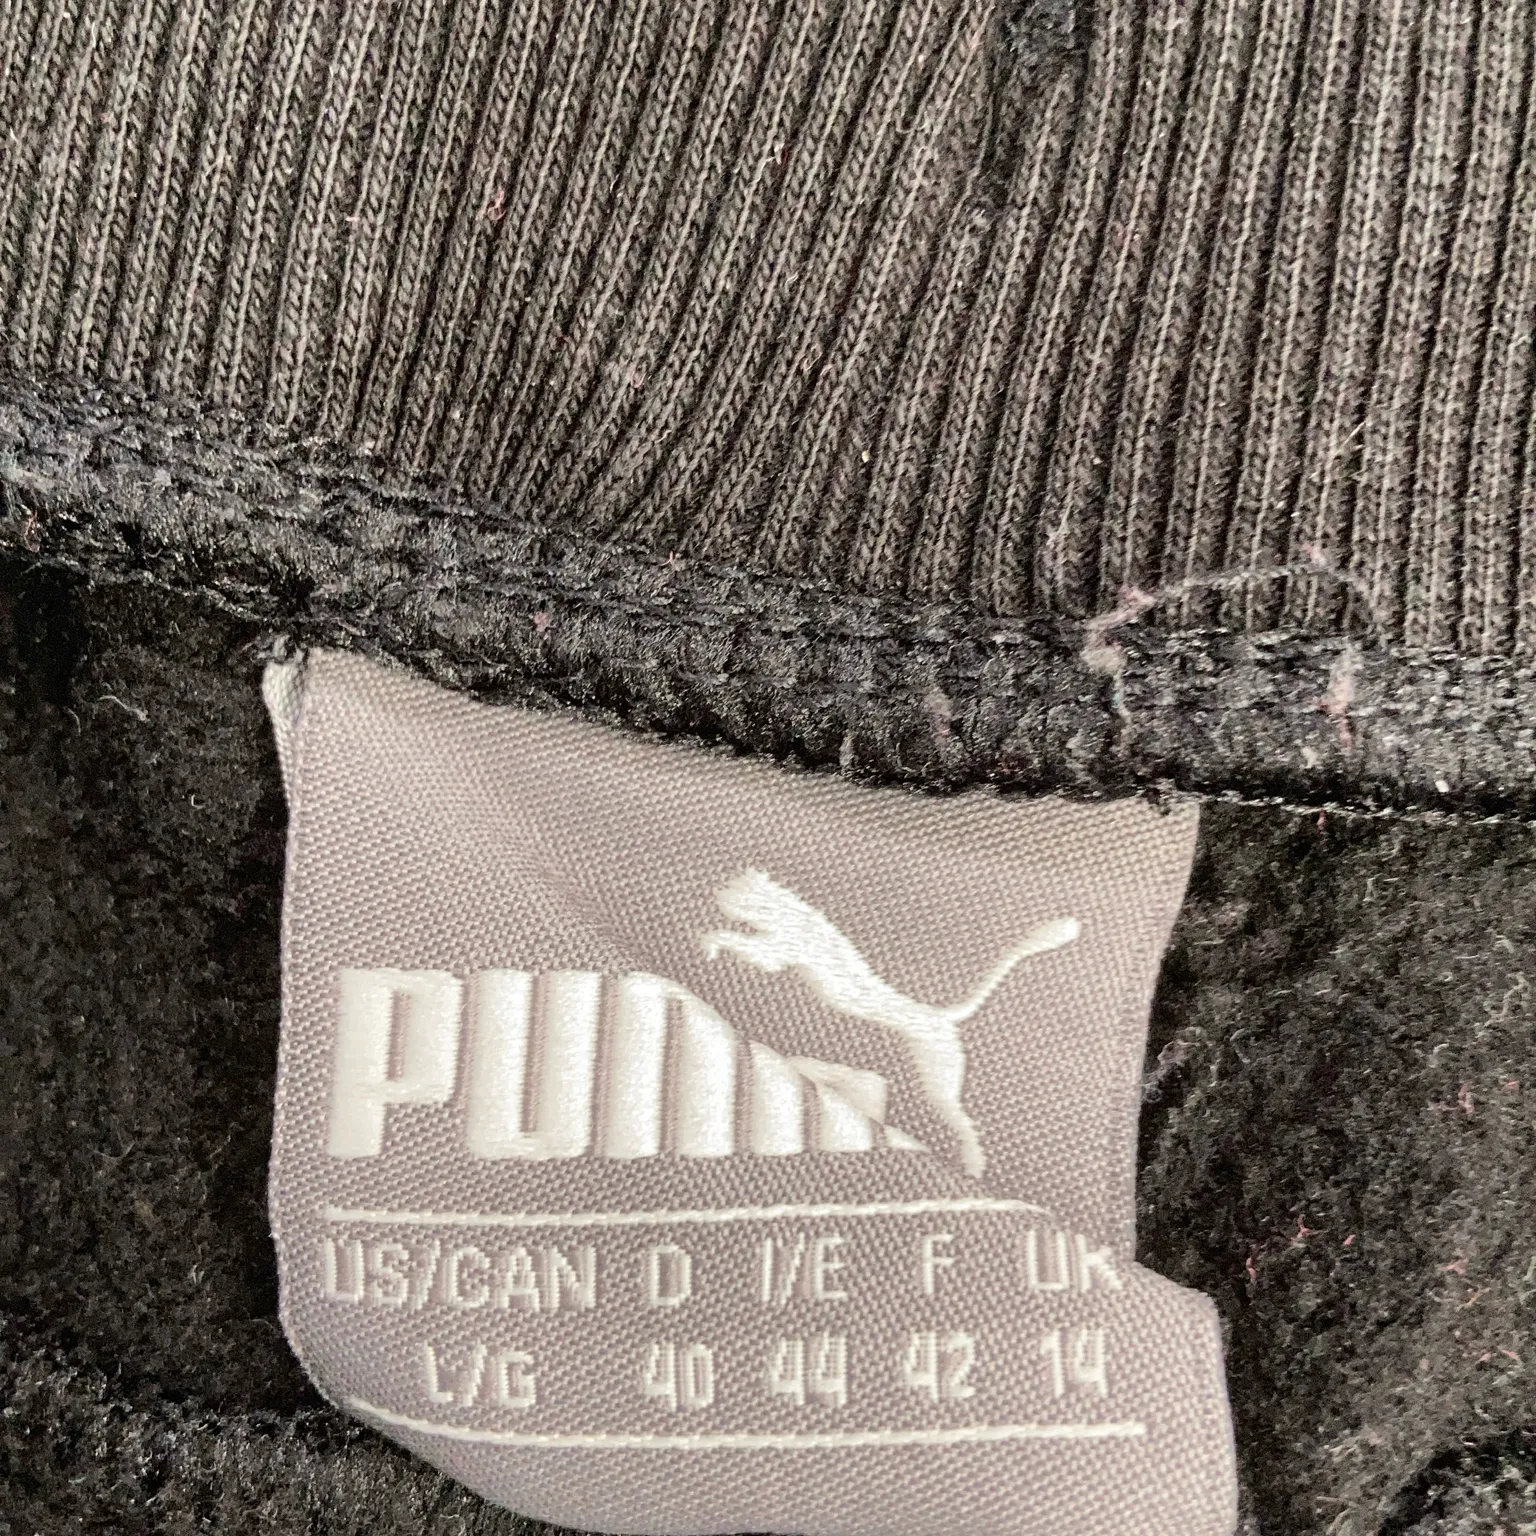 PUMA
US/CAN D I/E F UK
L/G 40 44 42 14